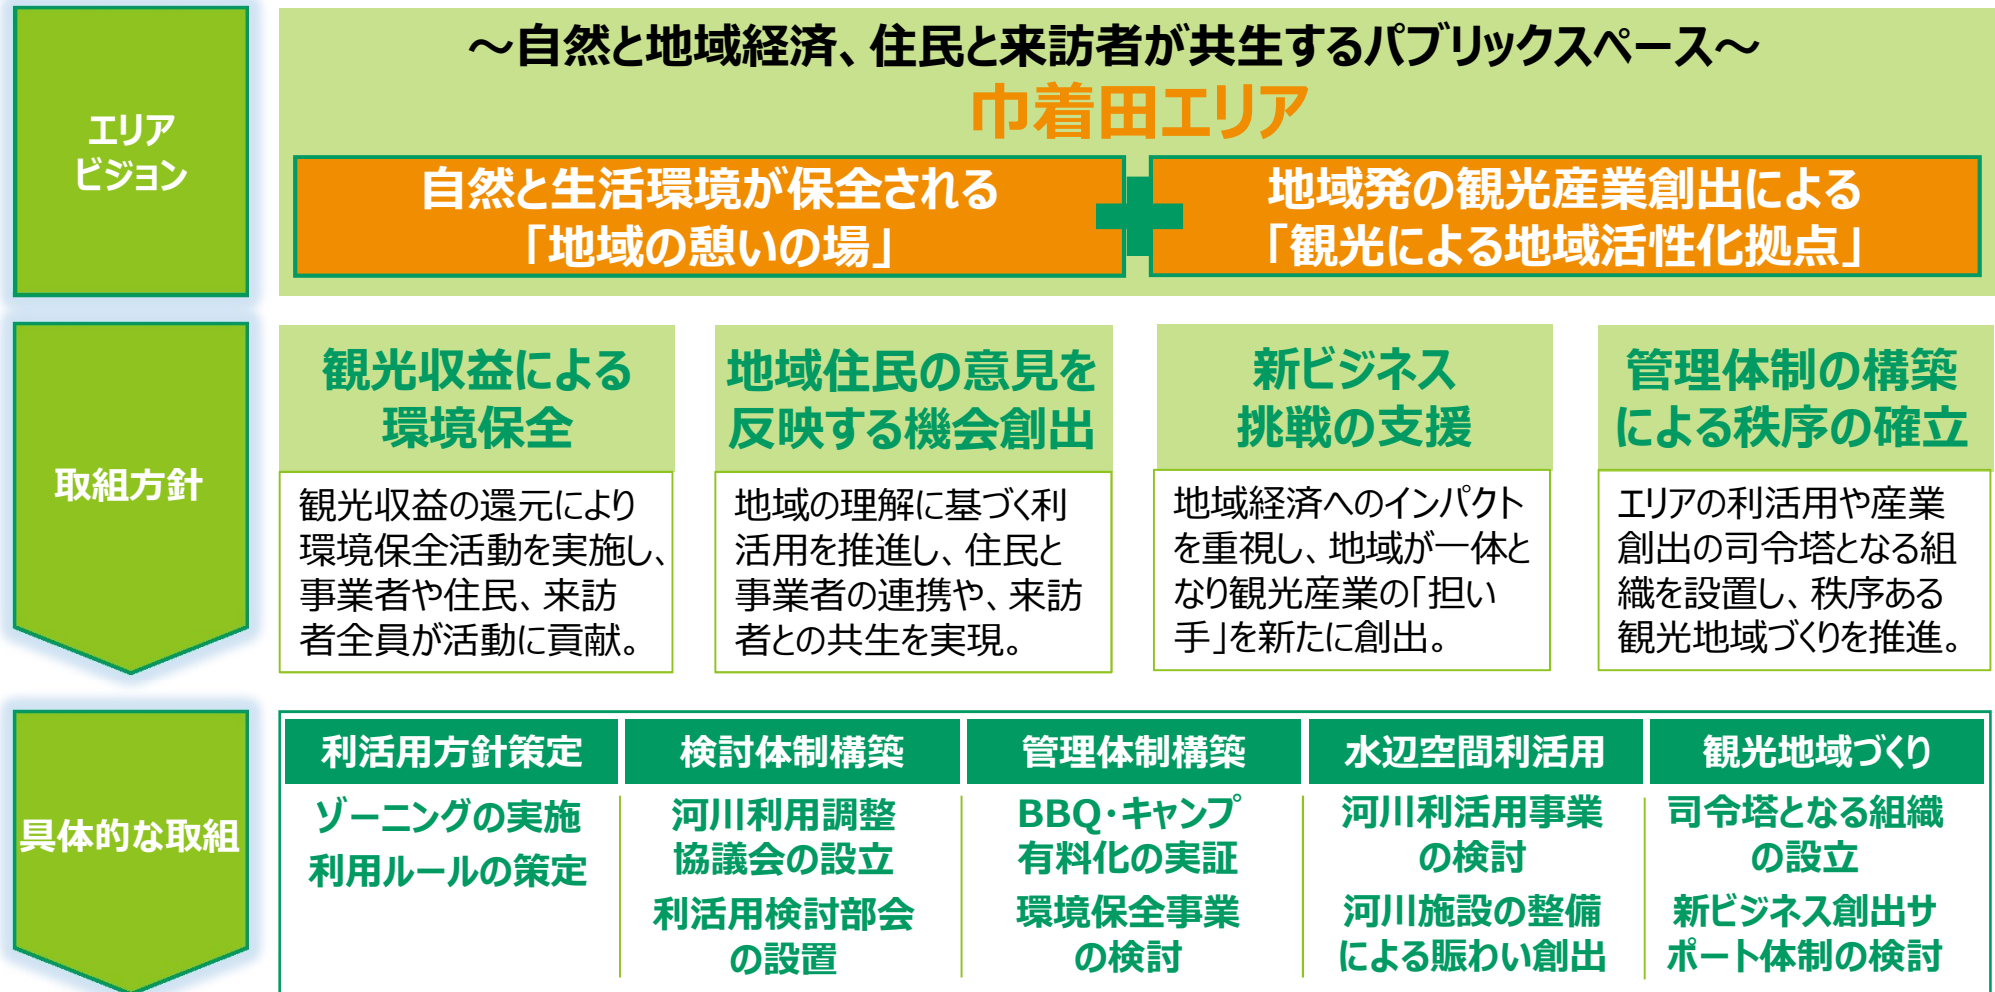 エリア
ビジョン
～自然と地域経済、住民と来訪者が共生するパブリックスペース～
巾着田エリア
自然と生活環境が保全される
「地域の憩いの場」
地域発の観光産業創出による
「観光による地域活性化拠点」
取組方針
観光収益による
環境保全
観光収益の還元により
環境保全活動を実施し、
事業者や住民、来訪
者全員が活動に貢献。
地域住民の意見を
反映する機会創出
地域の理解に基づく利
活用を推進し、住民と
事業者の連携や、来訪
者との共生を実現。
新ビジネス
挑戦の支援
地域経済へのインパクト
を重視し、地域が一体と
なり観光産業の「担い
手」を新たに創出。
管理体制の構築
による秩序の確立
エリアの利活用や産業
創出の司令塔となる組
織を設置し、秩序ある
観光地域づくりを推進。
具体的な取組
利活用方針策定
ゾーニングの実施
利用ルールの策定
検討体制構築
河川利用調整
協議会の設立
利活用検討部会
の設置
管理体制構築
BBQ・キャンプ
有料化の実証
環境保全事業
の検討
水辺空間利活用
河川利活用事業
の検討
河川施設の整備
による賑わい創出
観光地域づくり
司令塔となる組織
の設立
新ビジネス創出サ
ポート体制の検討